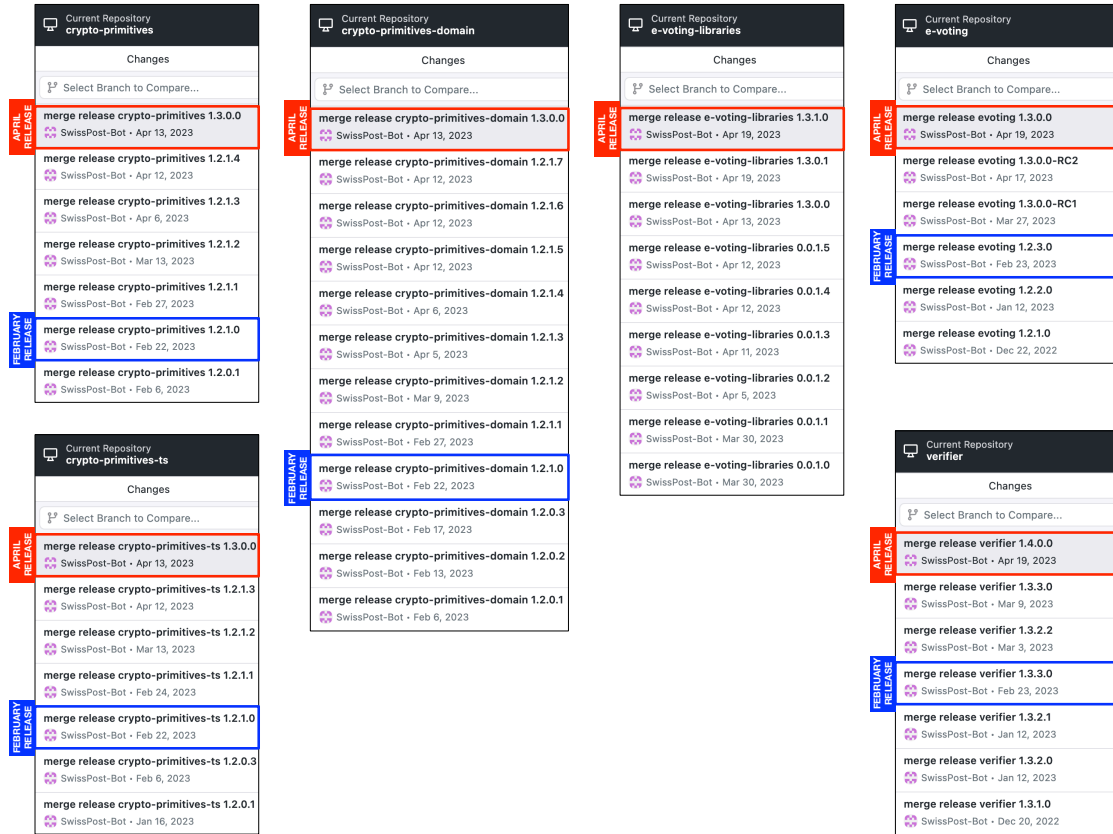 Current Repository
crypto-primitives
Changes
Select Branch to Compare...
APRIL
RELEASE
merge release crypto-primitives 1.3.0.0
SwissPost-Bot • Apr 13, 2023
merge release crypto-primitives 1.2.1.4
SwissPost-Bot • Apr 12, 2023
merge release crypto-primitives 1.2.1.3
SwissPost-Bot • Apr 6, 2023
merge release crypto-primitives 1.2.1.2
SwissPost-Bot • Mar 13, 2023
merge release crypto-primitives 1.2.1.1
SwissPost-Bot • Feb 27, 2023
FEBRUARY
RELEASE
merge release crypto-primitives 1.2.1.0
SwissPost-Bot • Feb 22, 2023
merge release crypto-primitives 1.2.0.1
SwissPost-Bot • Feb 6, 2023
Current Repository
crypto-primitives-ts
Changes
Select Branch to Compare...
APRIL
RELEASE
merge release crypto-primitives-ts 1.3.0.0
SwissPost-Bot • Apr 13, 2023
merge release crypto-primitives-ts 1.2.1.3
SwissPost-Bot • Apr 12, 2023
merge release crypto-primitives-ts 1.2.1.2
SwissPost-Bot • Mar 13, 2023
merge release crypto-primitives-ts 1.2.1.1
SwissPost-Bot • Feb 24, 2023
FEBRUARY
RELEASE
merge release crypto-primitives-ts 1.2.1.0
SwissPost-Bot • Feb 22, 2023
merge release crypto-primitives-ts 1.2.0.3
SwissPost-Bot • Feb 6, 2023
merge release crypto-primitives-ts 1.2.0.1
SwissPost-Bot • Jan 16, 2023
Current Repository
crypto-primitives-domain
Changes
Select Branch to Compare...
APRIL
RELEASE
merge release crypto-primitives-domain 1.3.0.0
SwissPost-Bot • Apr 13, 2023
merge release crypto-primitives-domain 1.2.1.7
SwissPost-Bot • Apr 12, 2023
merge release crypto-primitives-domain 1.2.1.6
SwissPost-Bot • Apr 12, 2023
merge release crypto-primitives-domain 1.2.1.5
SwissPost-Bot • Apr 12, 2023
merge release crypto-primitives-domain 1.2.1.4
SwissPost-Bot • Apr 6, 2023
merge release crypto-primitives-domain 1.2.1.3
SwissPost-Bot • Apr 5, 2023
merge release crypto-primitives-domain 1.2.1.2
SwissPost-Bot • Mar 9, 2023
merge release crypto-primitives-domain 1.2.1.1
SwissPost-Bot • Feb 27, 2023
FEBRUARY
RELEASE
merge release crypto-primitives-domain 1.2.1.0
SwissPost-Bot • Feb 22, 2023
merge release crypto-primitives-domain 1.2.0.3
SwissPost-Bot • Feb 17, 2023
merge release crypto-primitives-domain 1.2.0.2
SwissPost-Bot • Feb 13, 2023
merge release crypto-primitives-domain 1.2.0.1
SwissPost-Bot • Feb 6, 2023
Current Repository
e-voting-libraries
Changes
Select Branch to Compare...
APRIL
RELEASE
merge release e-voting-libraries 1.3.1.0
SwissPost-Bot • Apr 19, 2023
merge release e-voting-libraries 1.3.0.1
SwissPost-Bot • Apr 19, 2023
merge release e-voting-libraries 1.3.0.0
SwissPost-Bot • Apr 13, 2023
merge release e-voting-libraries 0.0.1.5
SwissPost-Bot • Apr 12, 2023
merge release e-voting-libraries 0.0.1.4
SwissPost-Bot • Apr 12, 2023
merge release e-voting-libraries 0.0.1.3
SwissPost-Bot • Apr 11, 2023
merge release e-voting-libraries 0.0.1.2
SwissPost-Bot • Apr 5, 2023
merge release e-voting-libraries 0.0.1.1
SwissPost-Bot • Mar 30, 2023
merge release e-voting-libraries 0.0.1.0
SwissPost-Bot • Mar 30, 2023
Current Repository
e-voting
Changes
Select Branch to Compare...
APRIL
RELEASE
merge release evoting 1.3.0.0
SwissPost-Bot • Apr 19, 2023
merge release evoting 1.3.0.0-RC2
SwissPost-Bot • Apr 17, 2023
merge release evoting 1.3.0.0-RC1
SwissPost-Bot • Mar 27, 2023
FEBRUARY
RELEASE
merge release evoting 1.2.3.0
SwissPost-Bot • Feb 23, 2023
merge release evoting 1.2.2.0
SwissPost-Bot • Jan 12, 2023
merge release evoting 1.2.1.0
SwissPost-Bot • Dec 22, 2022
Current Repository
verifier
Changes
Select Branch to Compare...
APRIL
RELEASE
merge release verifier 1.4.0.0
SwissPost-Bot • Apr 19, 2023
merge release verifier 1.3.3.0
SwissPost-Bot • Mar 9, 2023
merge release verifier 1.3.2.2
SwissPost-Bot • Mar 3, 2023
FEBRUARY
RELEASE
merge release verifier 1.3.3.0
SwissPost-Bot • Feb 23, 2023
merge release verifier 1.3.2.1
SwissPost-Bot • Jan 12, 2023
merge release verifier 1.3.2.0
SwissPost-Bot • Jan 12, 2023
merge release verifier 1.3.1.0
SwissPost-Bot • Dec 20, 2022